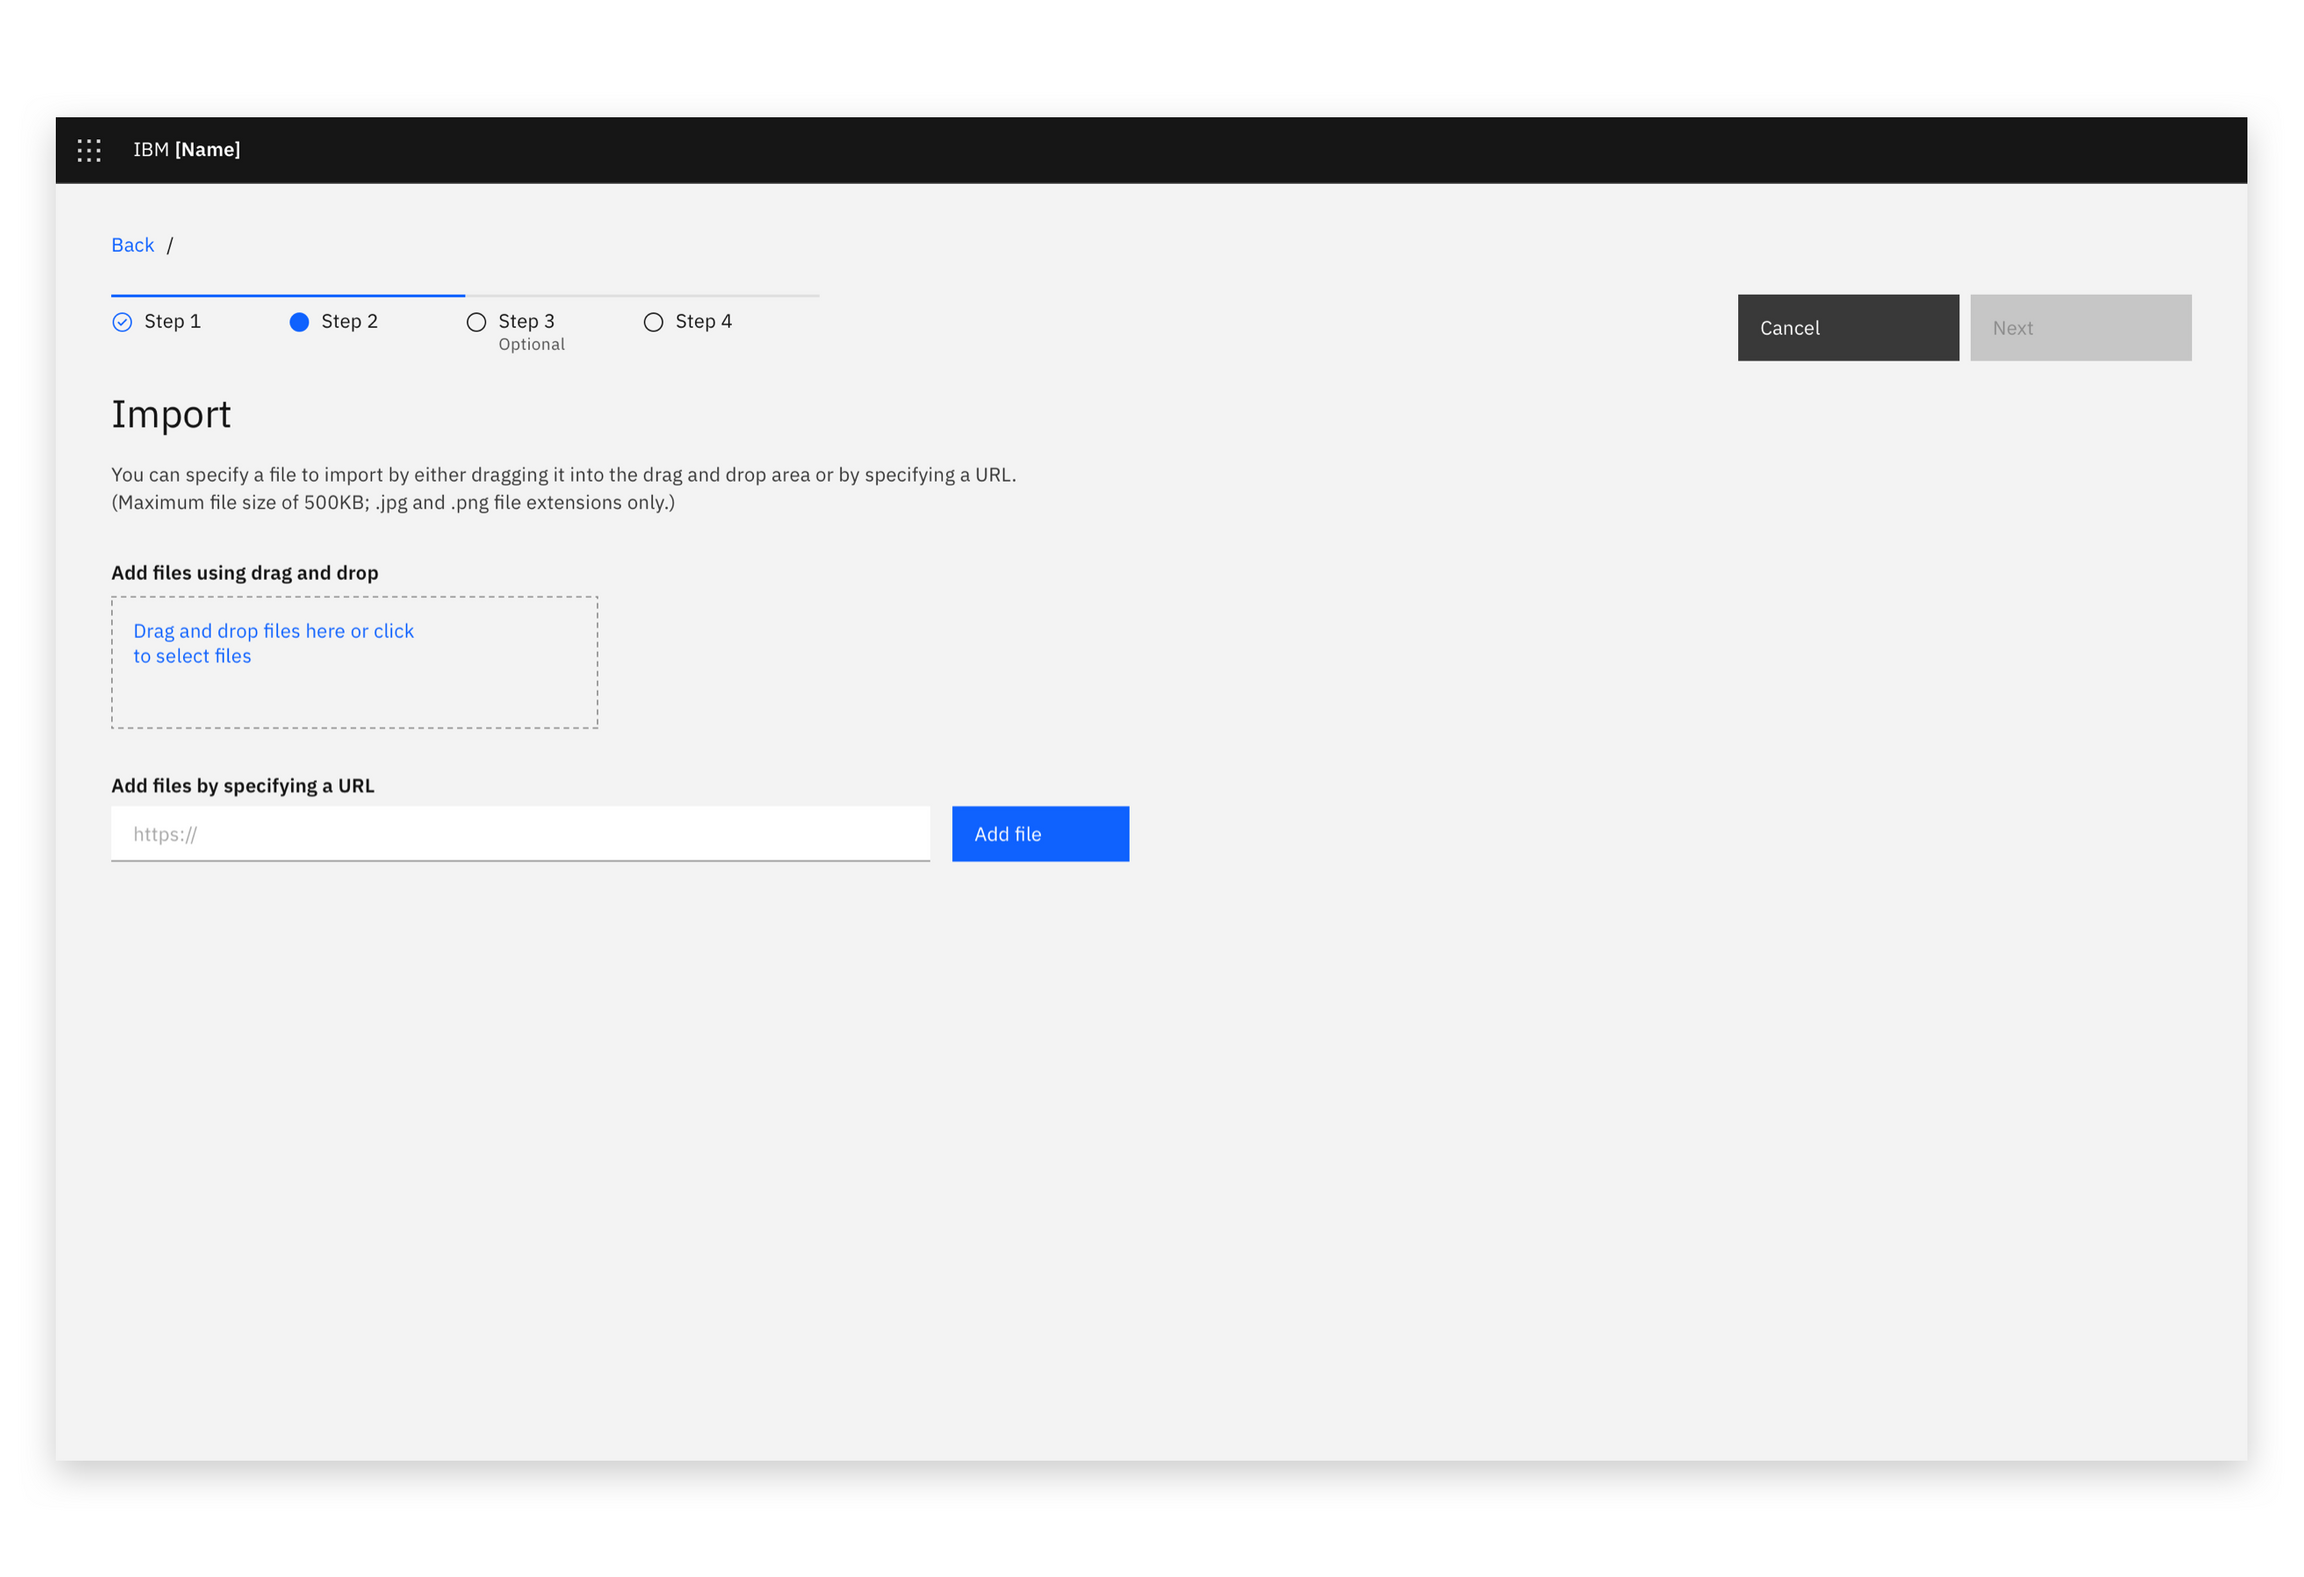 IBM [Name]
Back /
Step 1
Step 2
Step 3
Optional
Step 4
Cancel
Next
Import
You can specify a file to import by either dragging it into the drag and drop area or by specifying a URL.
(Maximum file size of 500KB; .jpg and .png file extensions only.)
Add files using drag and drop
Drag and drop files here or click
to select files
Add files by specifying a URL
https://
Add file